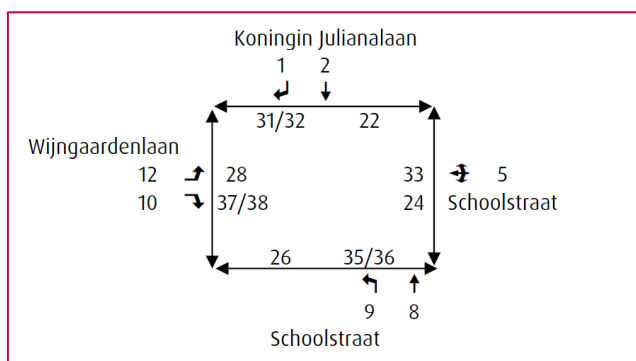 Koningin Julianalaan
1 2
31/32 22
Wijngaardenlaan
12 28 33 5
10 37/38 24 Schoolstraat
26 35/36
9 8
Schoolstraat